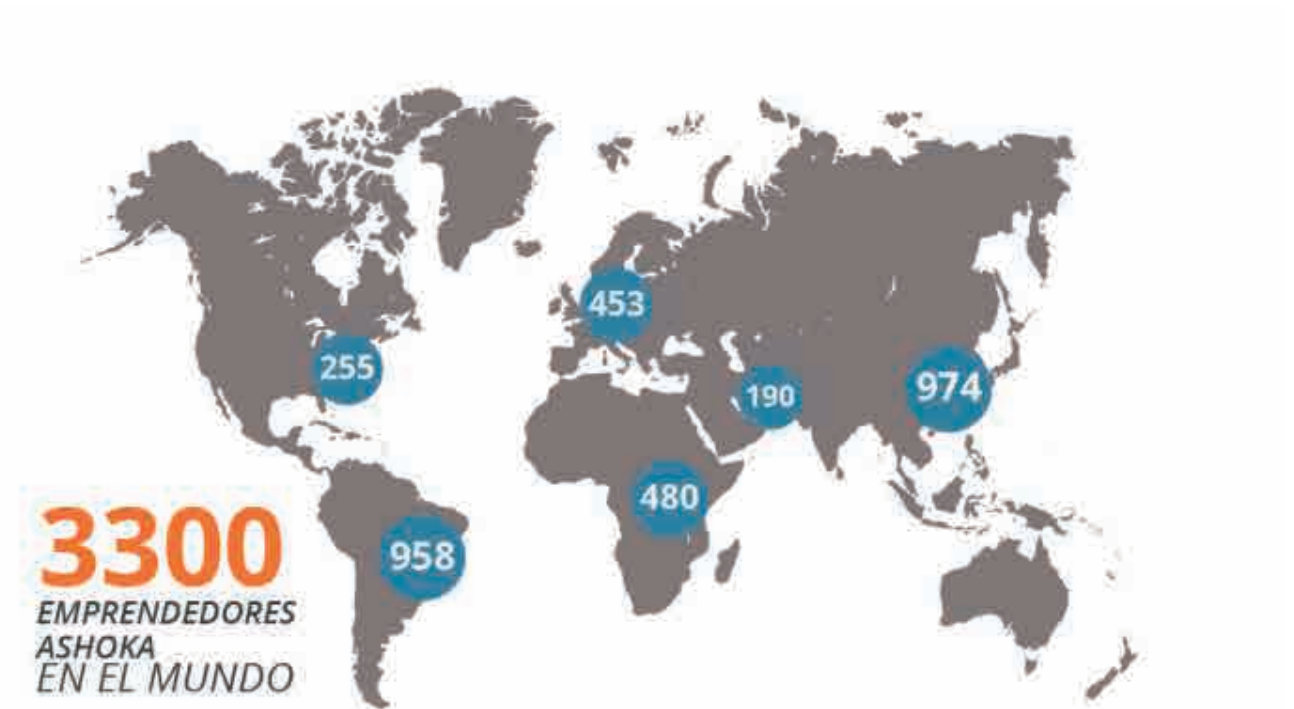 453
255
190
974
480
958
3300
EMPRENDEDORES
ASHOKA
EN EL MUNDO